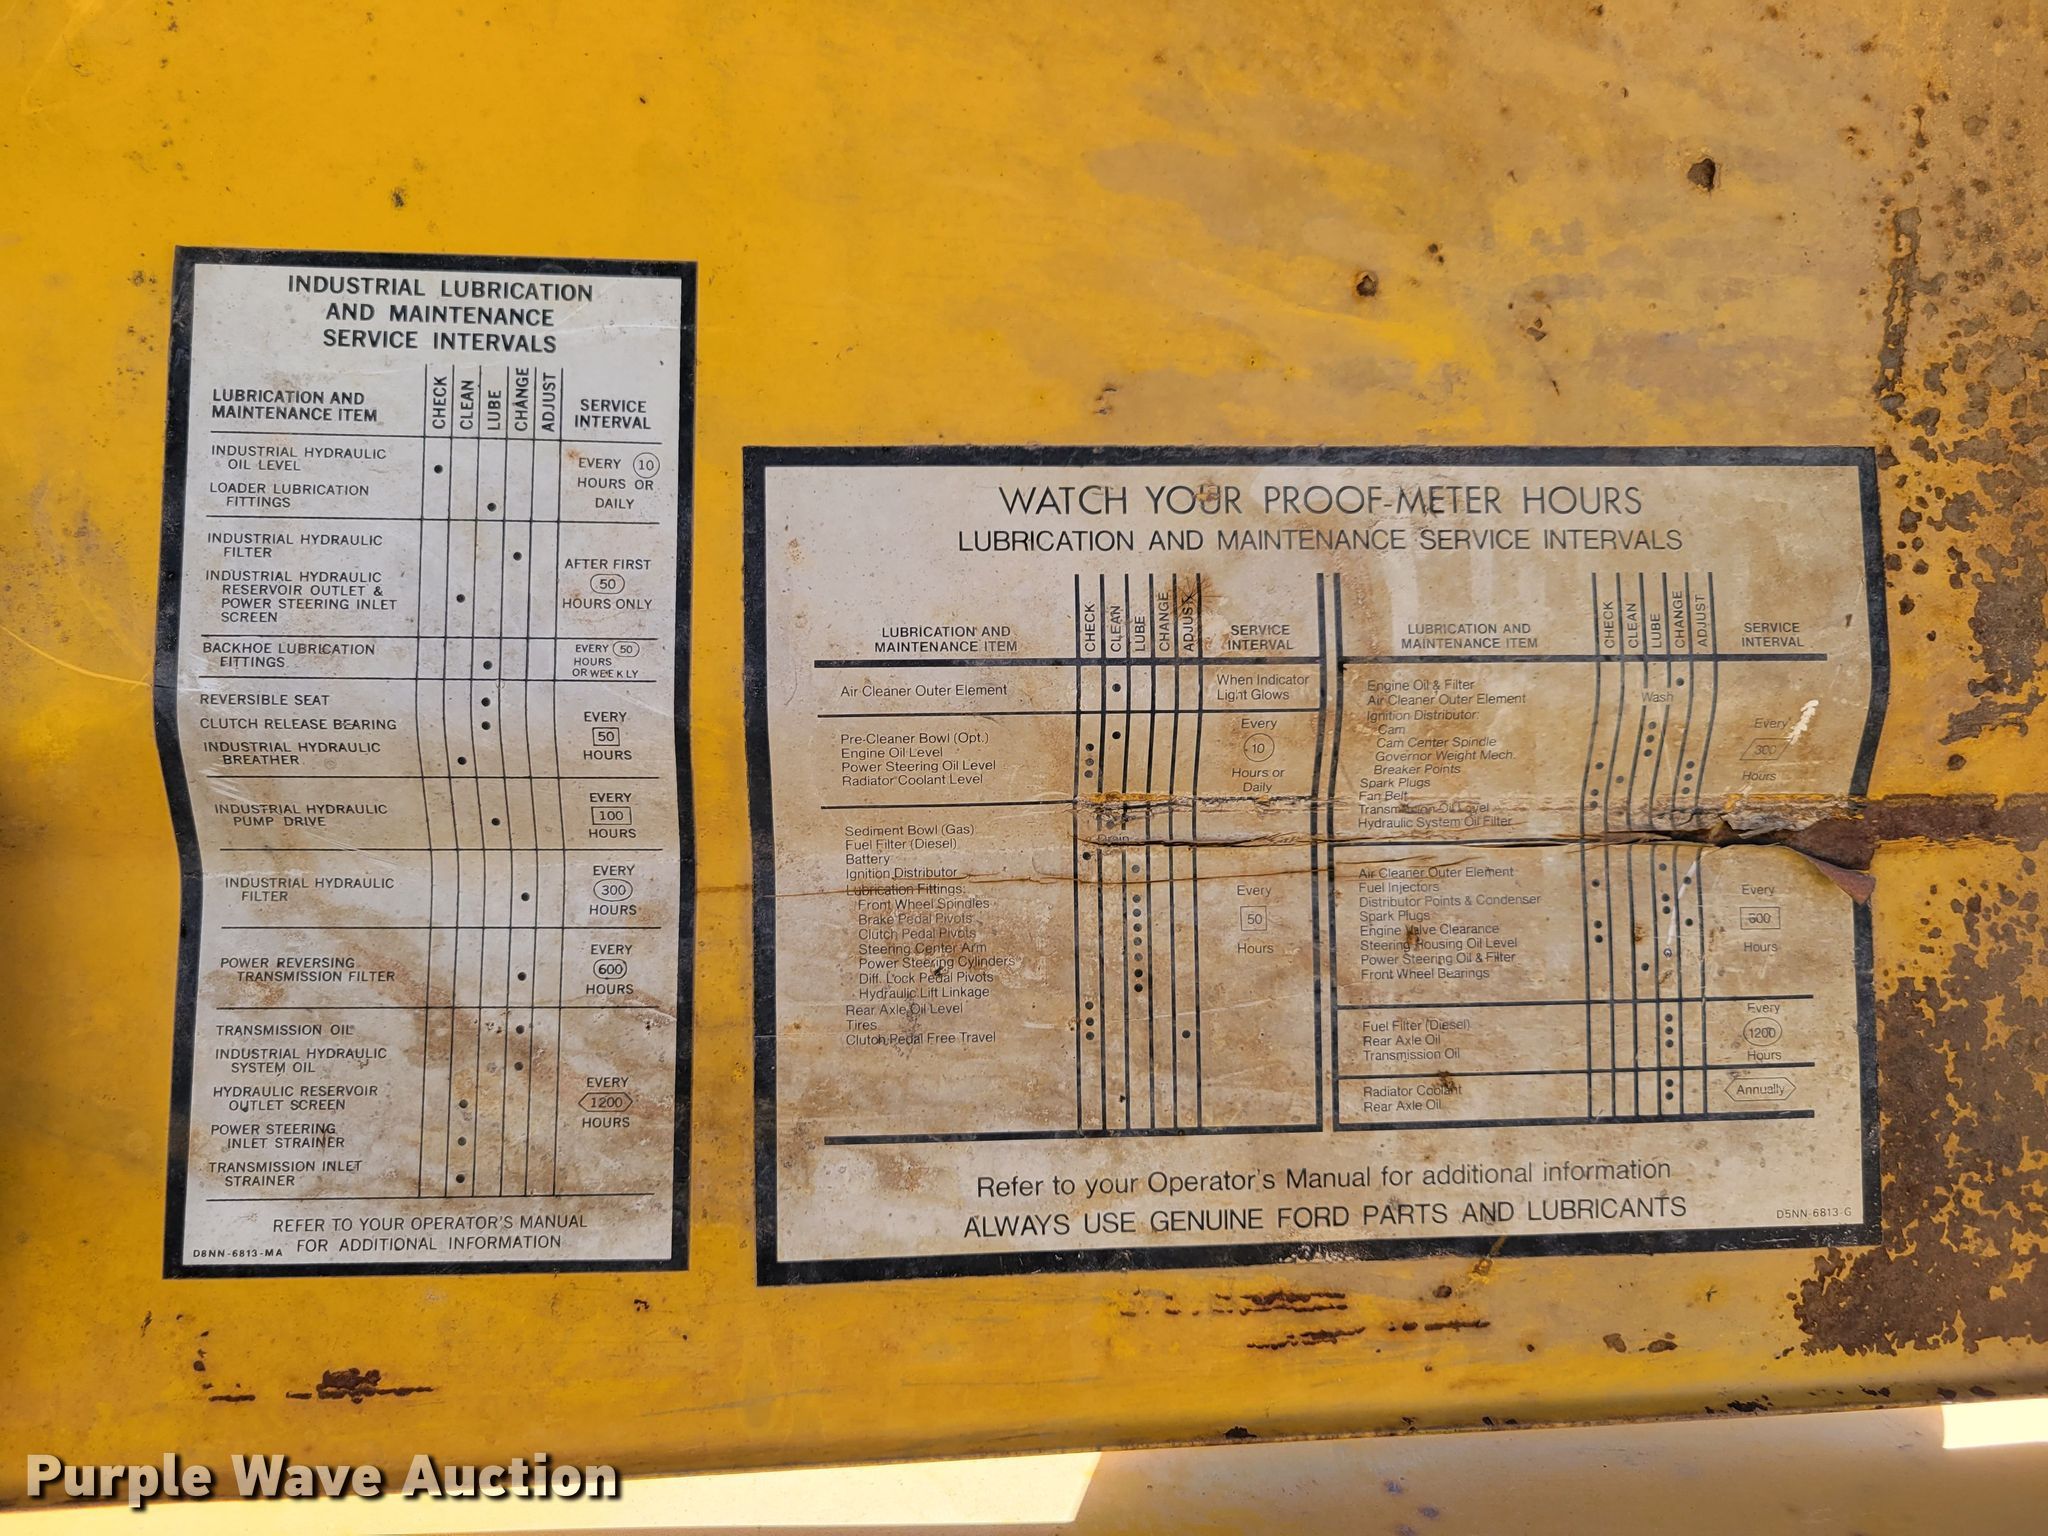 INDUSTRIAL LUBRICATION
AND MAINTENANCE
SERVICE INTERVALS
LUBRICATION AND
MAINTENANCE ITEM
CHECK
CLEAN
LUBE
CHANGE
ADJUST
SERVICE
INTERVAL
INDUSTRIAL HYDRAULIC
OIL LEVEL
LOADER LUBRICATION
FITTINGS
EVERY 10
HOURS OR
DAILY
INDUSTRIAL HYDRAULIC
FILTER
INDUSTRIAL HYDRAULIC
RESERVOIR OUTLET &
POWER STEERING INLET
SCREEN
AFTER FIRST
50
HOURS ONLY
BACKHOE LUBRICATION
FITTINGS
EVERY 50
HOURS
OR WEEKLY
REVERSIBLE SEAT
CLUTCH RELEASE BEARING
INDUSTRIAL HYDRAULIC
BREATHER
EVERY
50
HOURS
INDUSTRIAL HYDRAULIC
PUMP DRIVE
EVERY
100
HOURS
INDUSTRIAL HYDRAULIC
FILTER
EVERY
300
HOURS
POWER REVERSING
TRANSMISSION FILTER
EVERY
600
HOURS
TRANSMISSION OIL
INDUSTRIAL HYDRAULIC
SYSTEM OIL
HYDRAULIC RESERVOIR
OUTLET SCREEN
POWER STEERING
INLET STRAINER
TRANSMISSION INLET
STRAINER
EVERY
1200
HOURS
REFER TO YOUR OPERATOR'S MANUAL
FOR ADDITIONAL INFORMATION
D8NN-6813-MA
WATCH YOUR PROOF-METER HOURS
LUBRICATION AND MAINTENANCE SERVICE INTERVALS
LUBRICATION AND
MAINTENANCE ITEM
CHECK
CLEAN
LUBE
CHANGE
ADJUST
SERVICE
INTERVAL
Air Cleaner Outer Element
When Indicator
Light Glows
Pre-Cleaner Bowl (Opt.)
Engine Oil Level
Power Steering Oil Level
Radiator Coolant Level
Every
10
Hours or
Daily
Sediment Bowl (Gas)
Fuel Filter (Diesel)
Drain
Battery
Ignition Distributor
Lubrication Fittings:
Front Wheel Spindles
Brake Pedal Pivots
Clutch Pedal Pivots
Steering Center Arm
Power Steering Cylinders
Diff. Lock Pedal Pivots
Hydraulic Lift Linkage
Rear Axle Oil Level
Tires
Clutch Pedal Free Travel
Every
50
Hours
LUBRICATION AND
MAINTENANCE ITEM
CHECK
CLEAN
LUBE
CHANGE
ADJUST
SERVICE
INTERVAL
Engine Oil & Filter
Air Cleaner Outer Element
Wash
Ignition Distributor:
Cam
Cam Center Spindle
Governor Weight Mech.
Breaker Points
Spark Plugs
Fan Belt
Transmission Oil Level
Hydraulic System Oil Filter
Every
300
Hours
Air Cleaner Outer Element
Fuel Injectors
Distributor Points & Condenser
Spark Plugs
Engine Valve Clearance
Steering Housing Oil Level
Power Steering Oil & Filter
Front Wheel Bearings
Every
600
Hours
Fuel Filter (Diesel)
Rear Axle Oil
Transmission Oil
Every
1200
Hours
Radiator Coolant
Rear Axle Oil
Annually
Refer to your Operator's Manual for additional information
ALWAYS USE GENUINE FORD PARTS AND LUBRICANTS
D5NN-6813-G
Purple Wave Auction